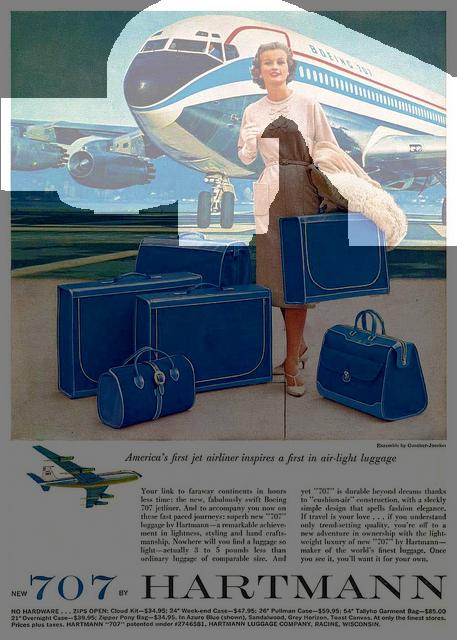 BOEING 707
Ensemble by Gunther-Jaeckel
America's first jet airliner inspires a first in air-light luggage
Your link to faraway continents in hours
less time: the new, fabulously swift Boeing
707 jetliner. And to accompany you on
these fast paced journeys: superb new "707"
luggage by Hartmann—a remarkable achieve-
ment in lightness, styling and hand crafts-
manship. Nowhere will you find a luggage so
light—actually 3 to 5 pounds less than
ordinary luggage of comparable size. And
yet "707" is durable beyond dreams thanks
to "cushion-air" construction, with a sleekly
simple design that spells fashion elegance.
If travel is your love . . . if you understand
only trend-setting quality, you're off to a
new adventure in ownership with the light-
weight luxury of new "707" by Hartmann—
maker of the world's finest luggage. Once
you see it, you'll want it for your own.
NEW 707 BY HARTMANN
NO HARDWARE . . . ZIPS OPEN: Cloud Kit—$34.95; 24" Week-end Case—$47.95; 26" Pullman Case—$59.95; 54" Tallyho Garment Bag—$85.00
21" Overnight Case—$39.95; Zipper Pony Bag—$34.95. In Azure Blue (shown), Sandalwood, Grey Horizon, Toast Canvas. At only the finest stores.
Prices plus taxes. HARTMANN "707" patented under #2746581. HARTMANN LUGGAGE COMPANY, RACINE, WISCONSIN.